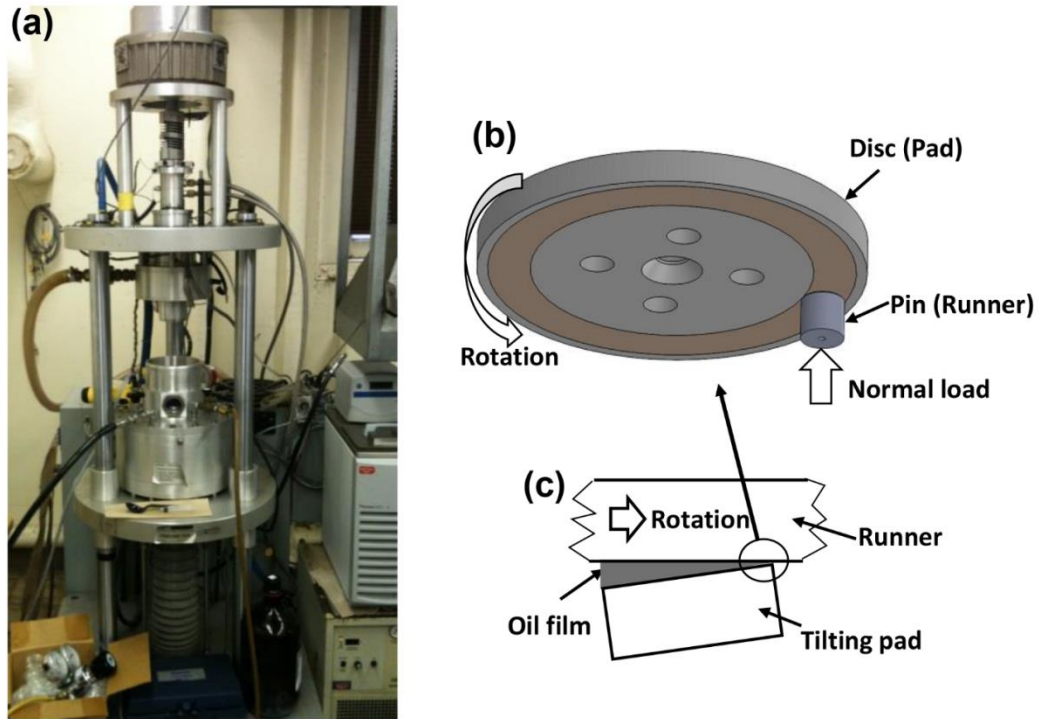 (a)
(b)
Disc (Pad)
Pin (Runner)
Rotation
Normal load
(c)
Rotation
Runner
Oil film
Tilting pad